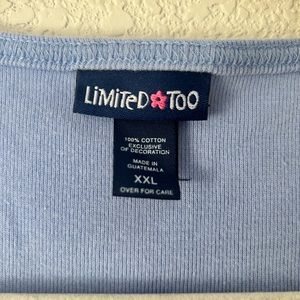 LiMiTeD TOO
100% COTTON
EXCLUSIVE
OF DECORATION
MADE IN
GUATEMALA
XXL
OVER FOR CARE